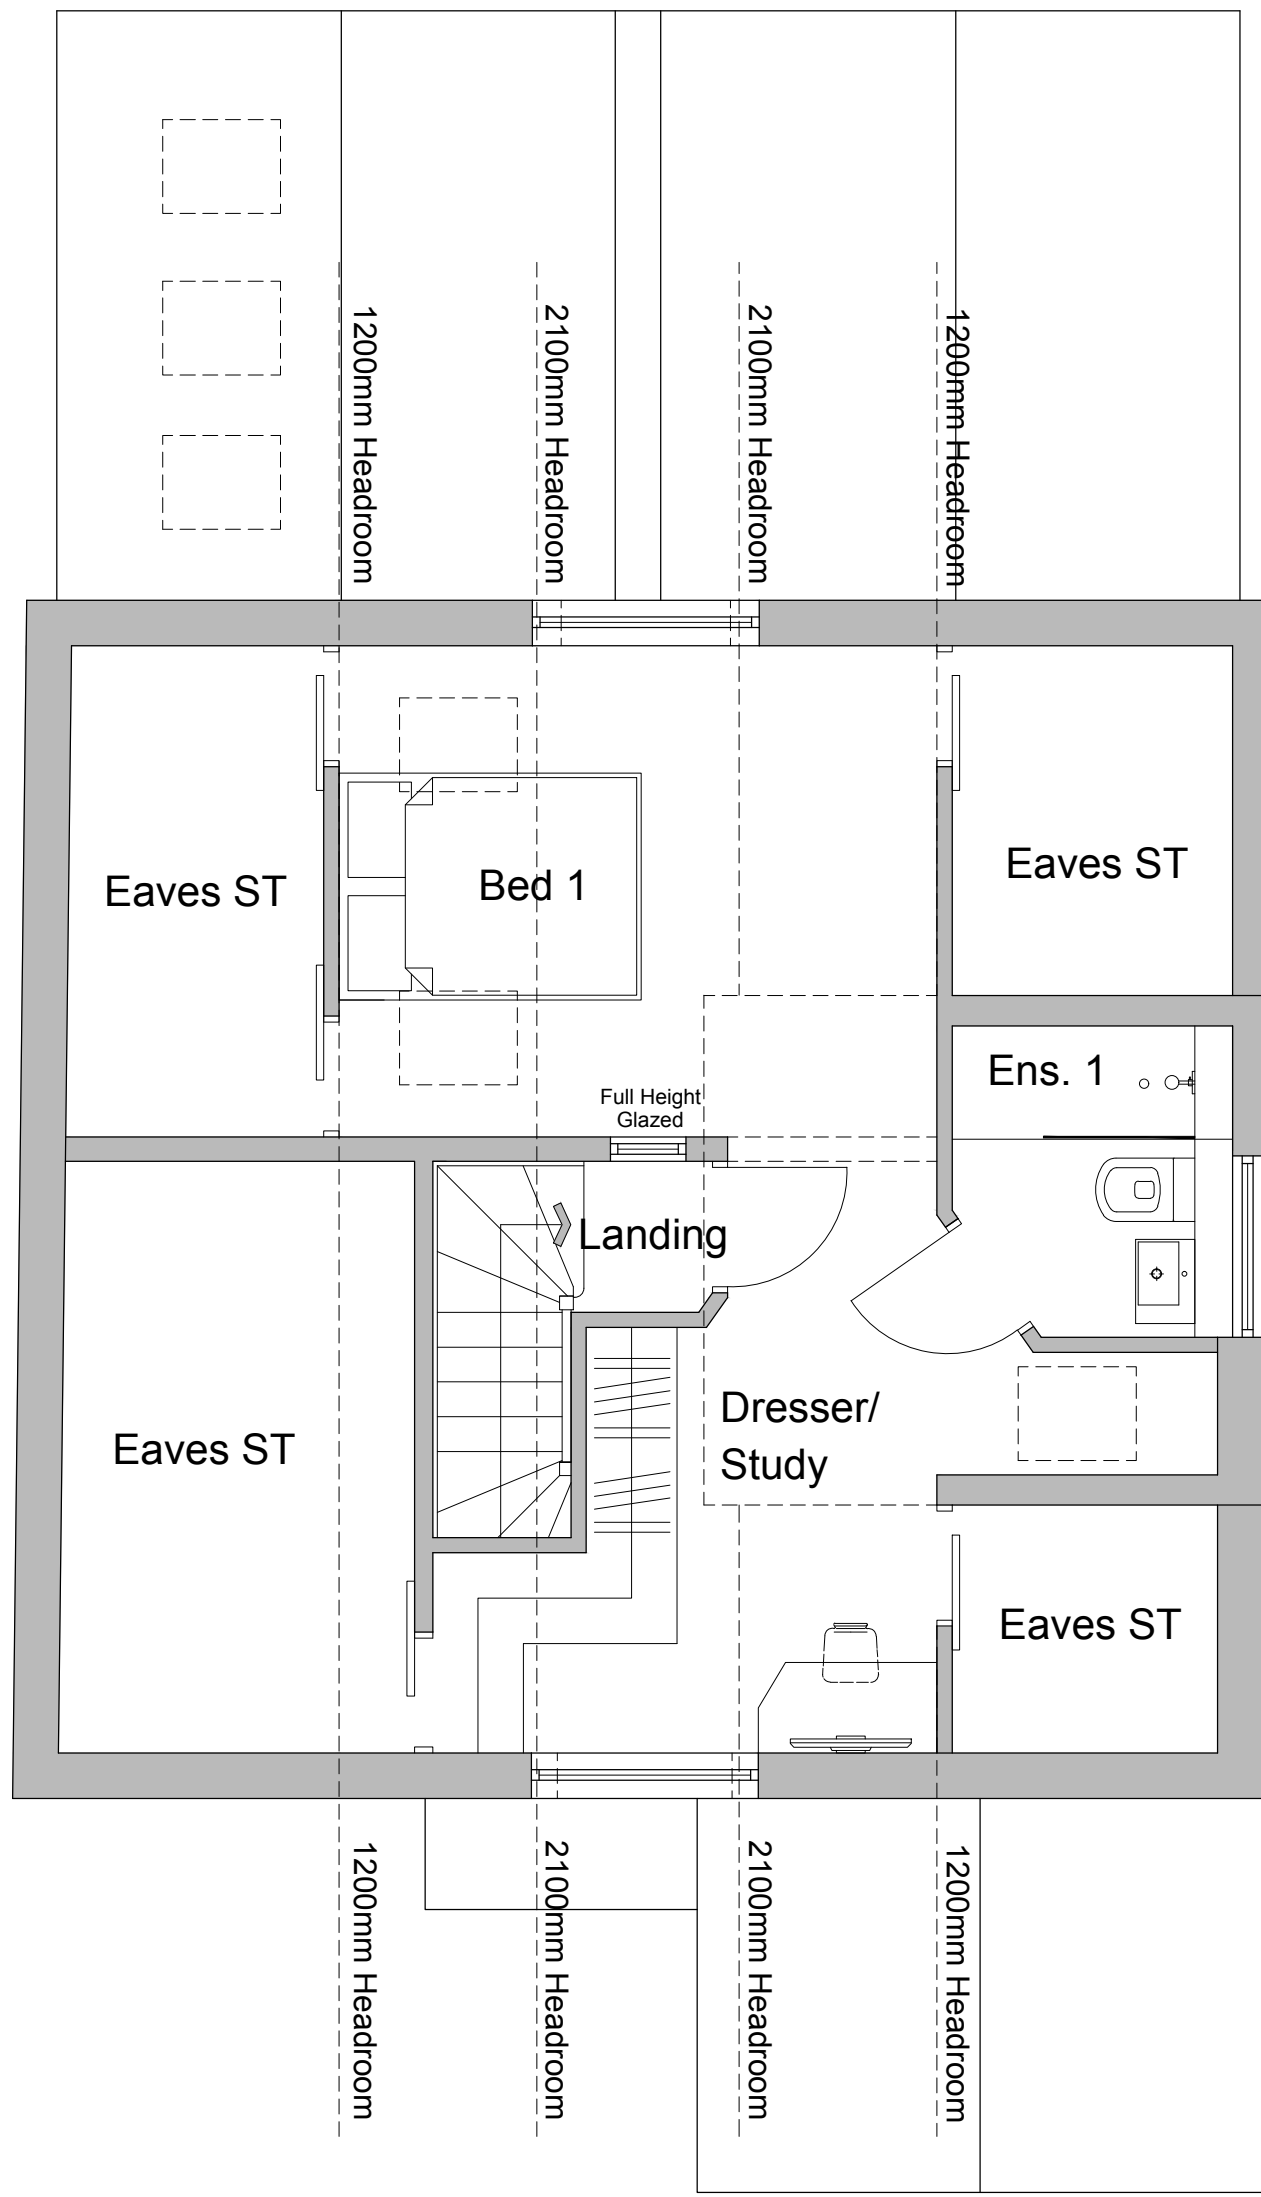 1200mm Headroom
2100mm Headroom
2100mm Headroom
1200mm Headroom
Eaves ST
Bed 1
Eaves ST
Ens. 1
Full Height
Glazed
Landing
Dresser/
Study
Eaves ST
Eaves ST
1200mm Headroom
2100mm Headroom
2100mm Headroom
1200mm Headroom